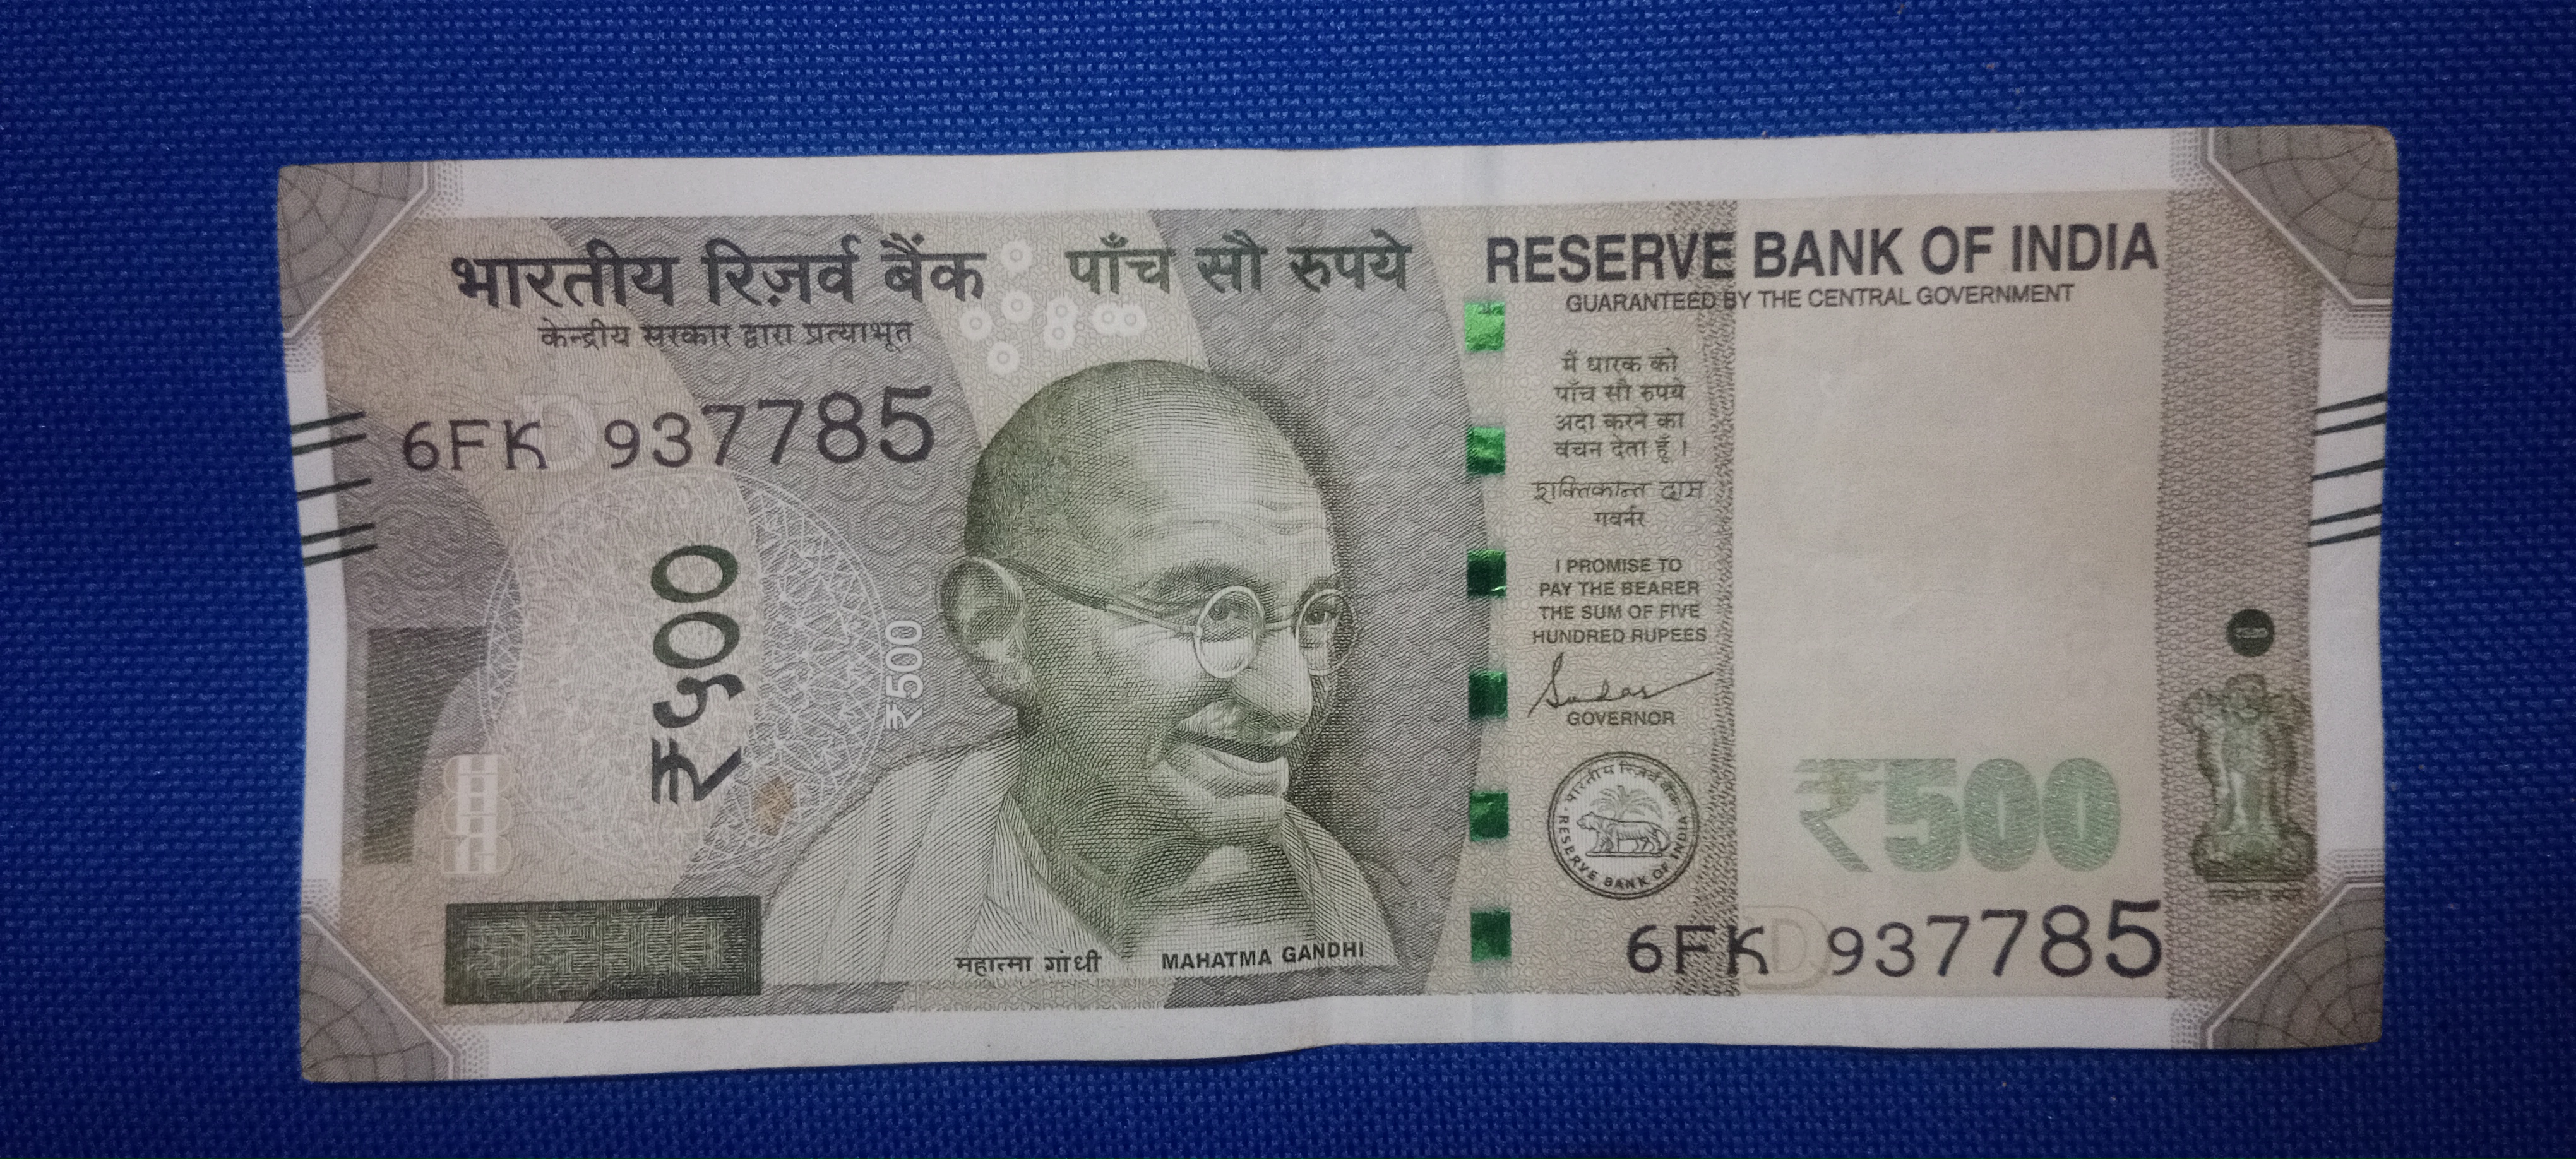 भारतीय रिज़र्व बैंक
केन्द्रीय सरकार द्वारा प्रत्याभूत
पाँच सौ रुपये
RESERVE BANK OF INDIA
GUARANTEED BY THE CENTRAL GOVERNMENT
6FK 937785
₹५००
₹500
मैं धारक को
पाँच सौ रुपये
अदा करने का
वचन देता हूँ ।
शक्तिकान्त दास
गवर्नर
I PROMISE TO
PAY THE BEARER
THE SUM OF FIVE
HUNDRED RUPEES
GOVERNOR
भारतीय रिज़र्व बैंक
RESERVE BANK OF INDIA
₹500
6FK 937785
महात्मा गांधी
MAHATMA GANDHI